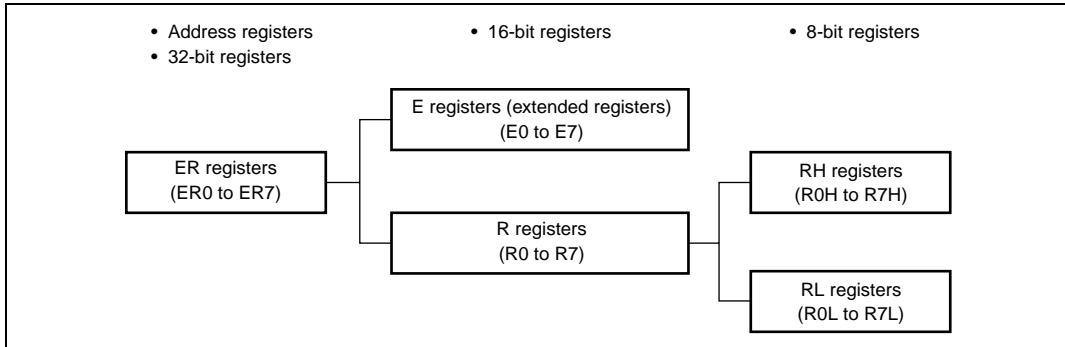 • Address registers
• 32-bit registers
• 16-bit registers
• 8-bit registers
E registers (extended registers)
(E0 to E7)
ER registers
(ER0 to ER7)
RH registers
(R0H to R7H)
R registers
(R0 to R7)
RL registers
(R0L to R7L)